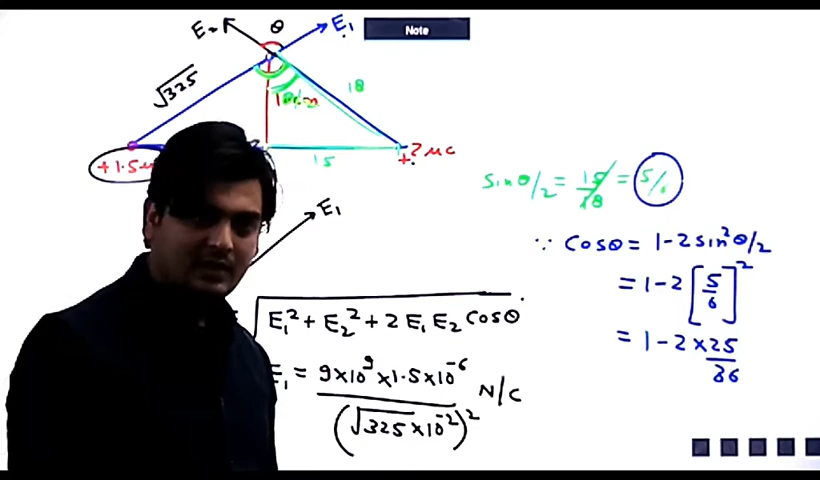 θ
E₁
Note
√325
18
10cm
θ/2
+1.5μ
15
+2μC
E₁
sinθ/2 = 15/18 = 5/6
∵ Cosθ = 1-2sin²θ/2
= 1-2[5/6]²
= 1-2×25/36
√E₁² + E₂² + 2E₁E₂Cosθ
E₁ = 9×10⁹×1.5×10⁻⁶/(√325×10⁻²)² N/C